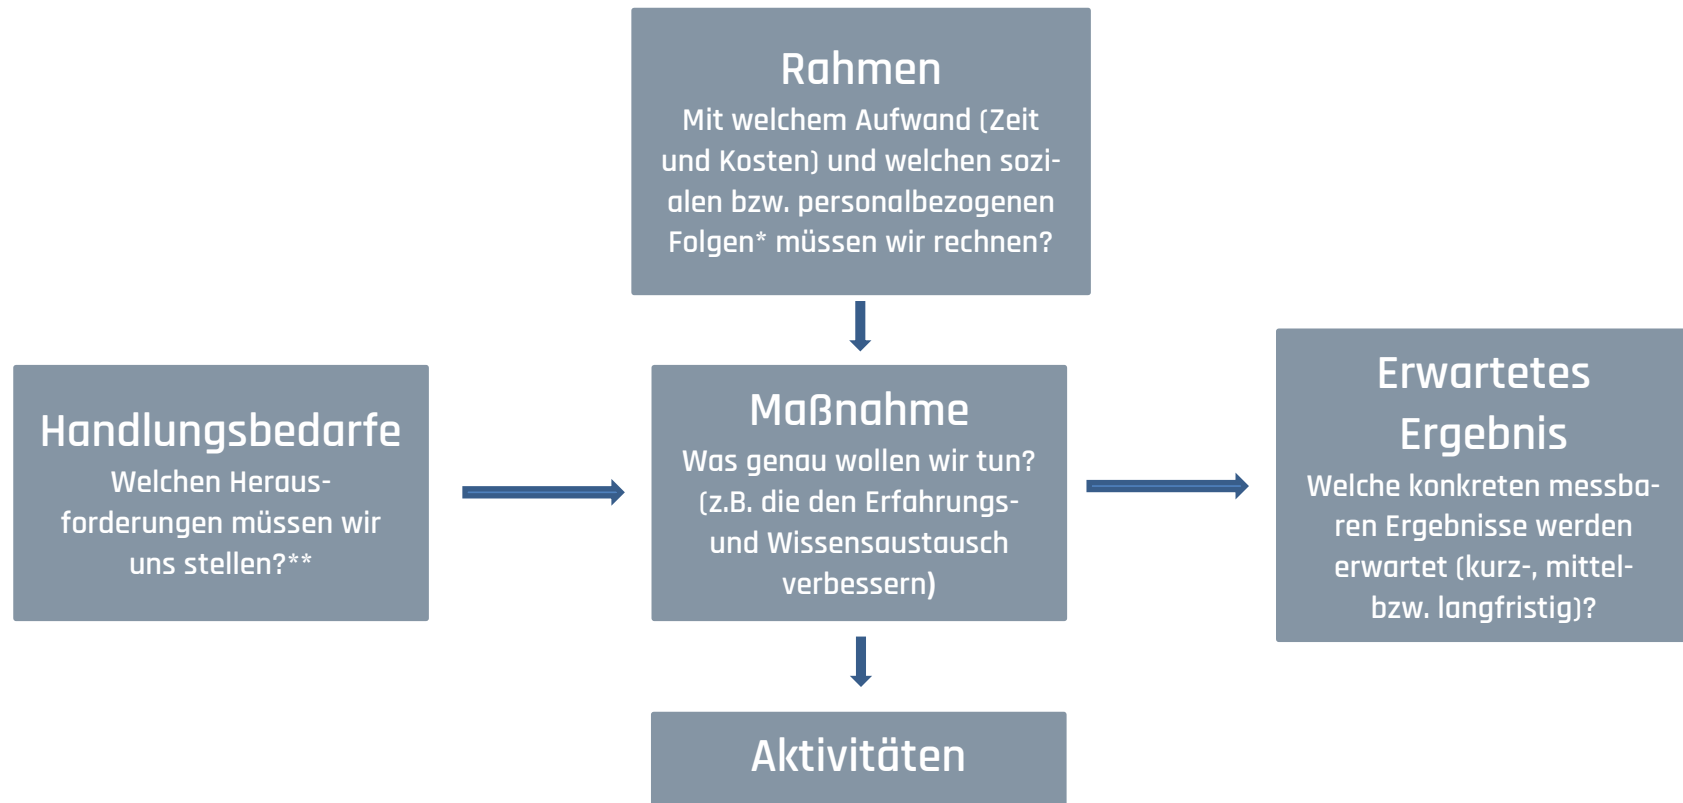 Rahmen
Mit welchem Aufwand (Zeit
und Kosten) und welchen sozi-
alen bzw. personalbezogenen
Folgen* müssen wir rechnen?
Handlungsbedarfe
Welchen Heraus-
forderungen müssen wir
uns stellen?**
Maßnahme
Was genau wollen wir tun?
(z.B. die den Erfahrungs-
und Wissensaustausch
verbessern)
Erwartetes
Ergebnis
Welche konkreten messba-
ren Ergebnisse werden
erwartet (kurz-, mittel-
bzw. langfristig)?
Aktivitäten